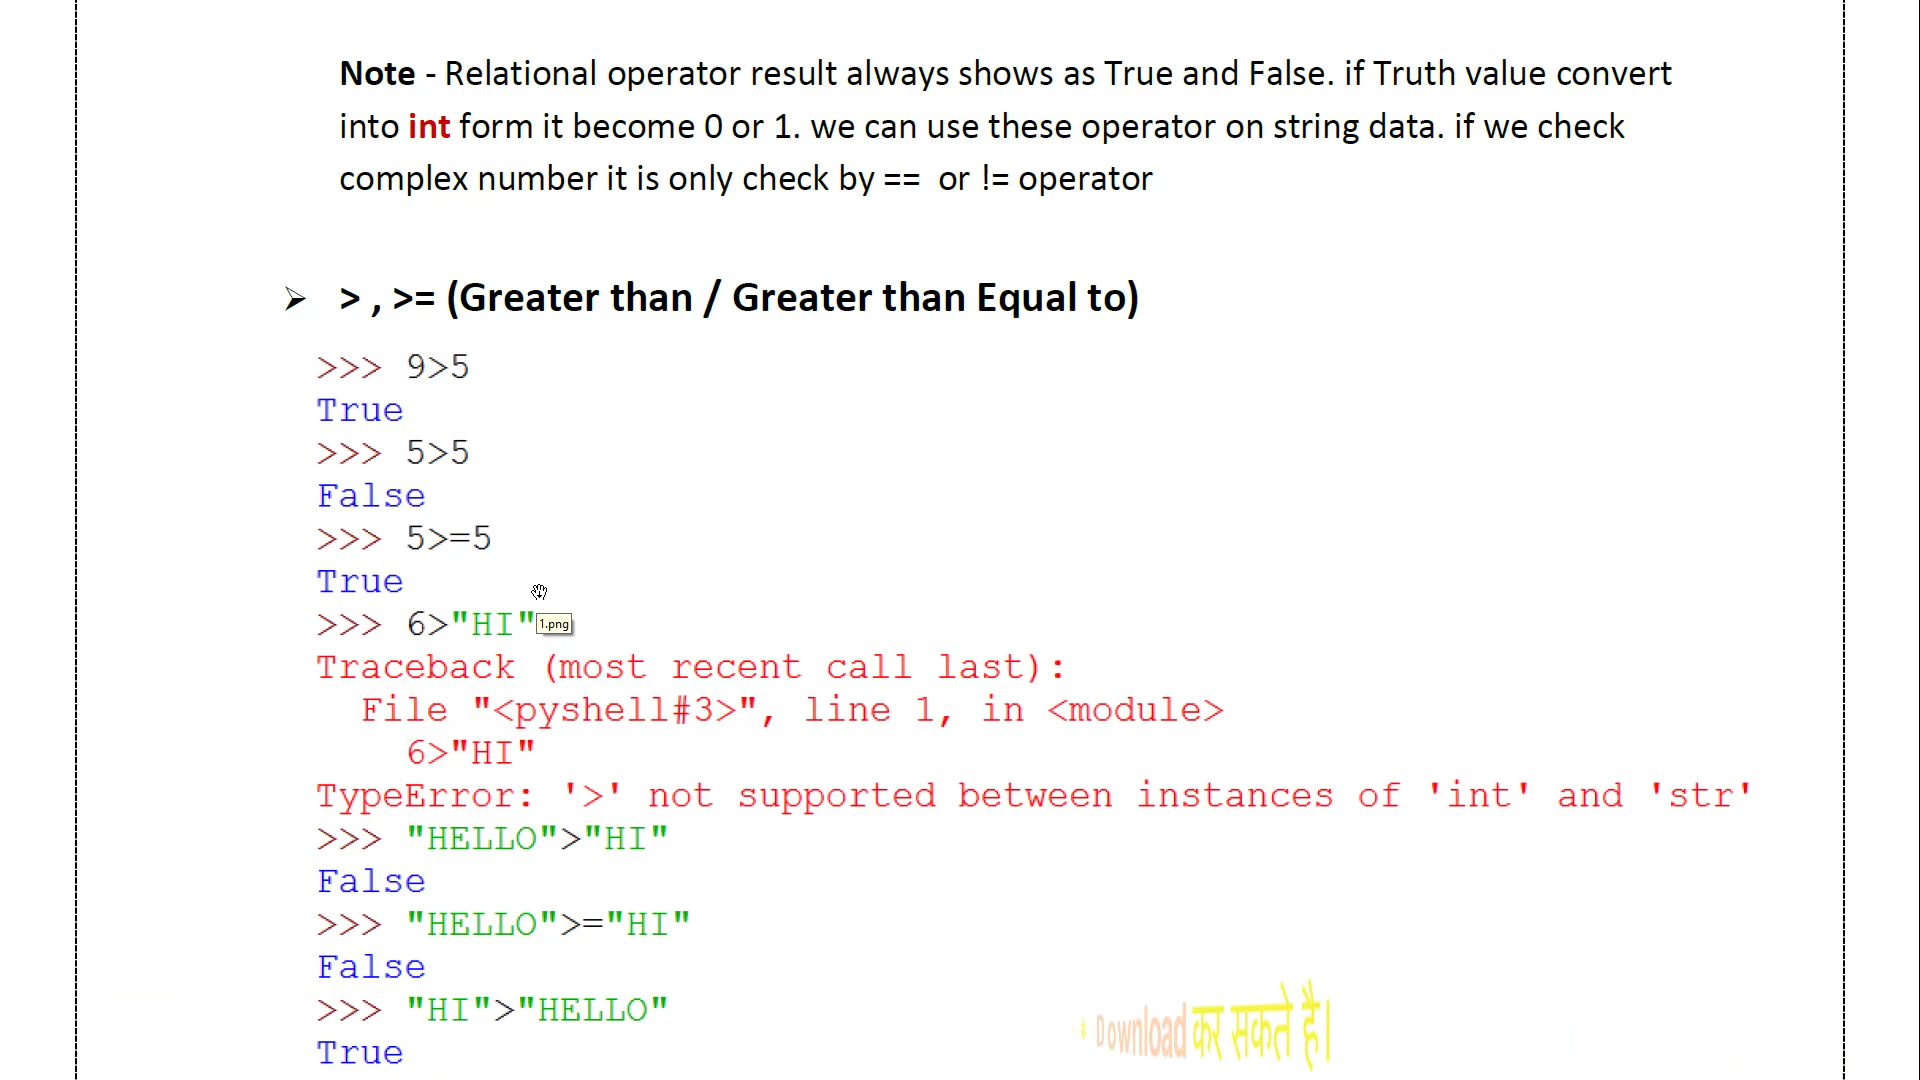 Note - Relational operator result always shows as True and False. if Truth value convert
into int form it become 0 or 1. we can use these operator on string data. if we check
complex number it is only check by ==  or != operator
➢ > , >= (Greater than / Greater than Equal to)
>>> 9>5
True
>>> 5>5
False
>>> 5>=5
True
>>> 6>"HI"
1.png
Traceback (most recent call last):
  File "<pyshell#3>", line 1, in <module>
    6>"HI"
TypeError: '>' not supported between instances of 'int' and 'str'
>>> "HELLO">"HI"
False
>>> "HELLO">="HI"
False
>>> "HI">"HELLO"
True
Download कर सकते है।